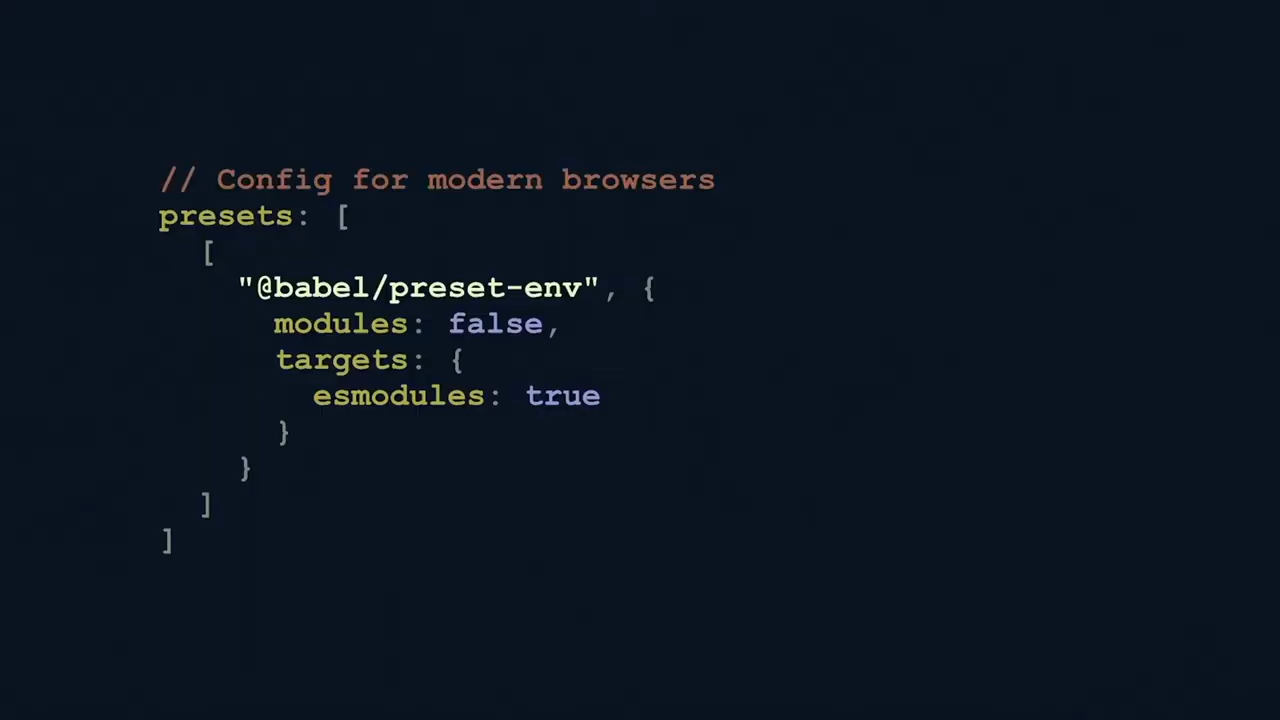 // Config for modern browsers
presets: [
[
"@babel/preset-env", {
modules: false,
targets: {
esmodules: true
}
}
]
]